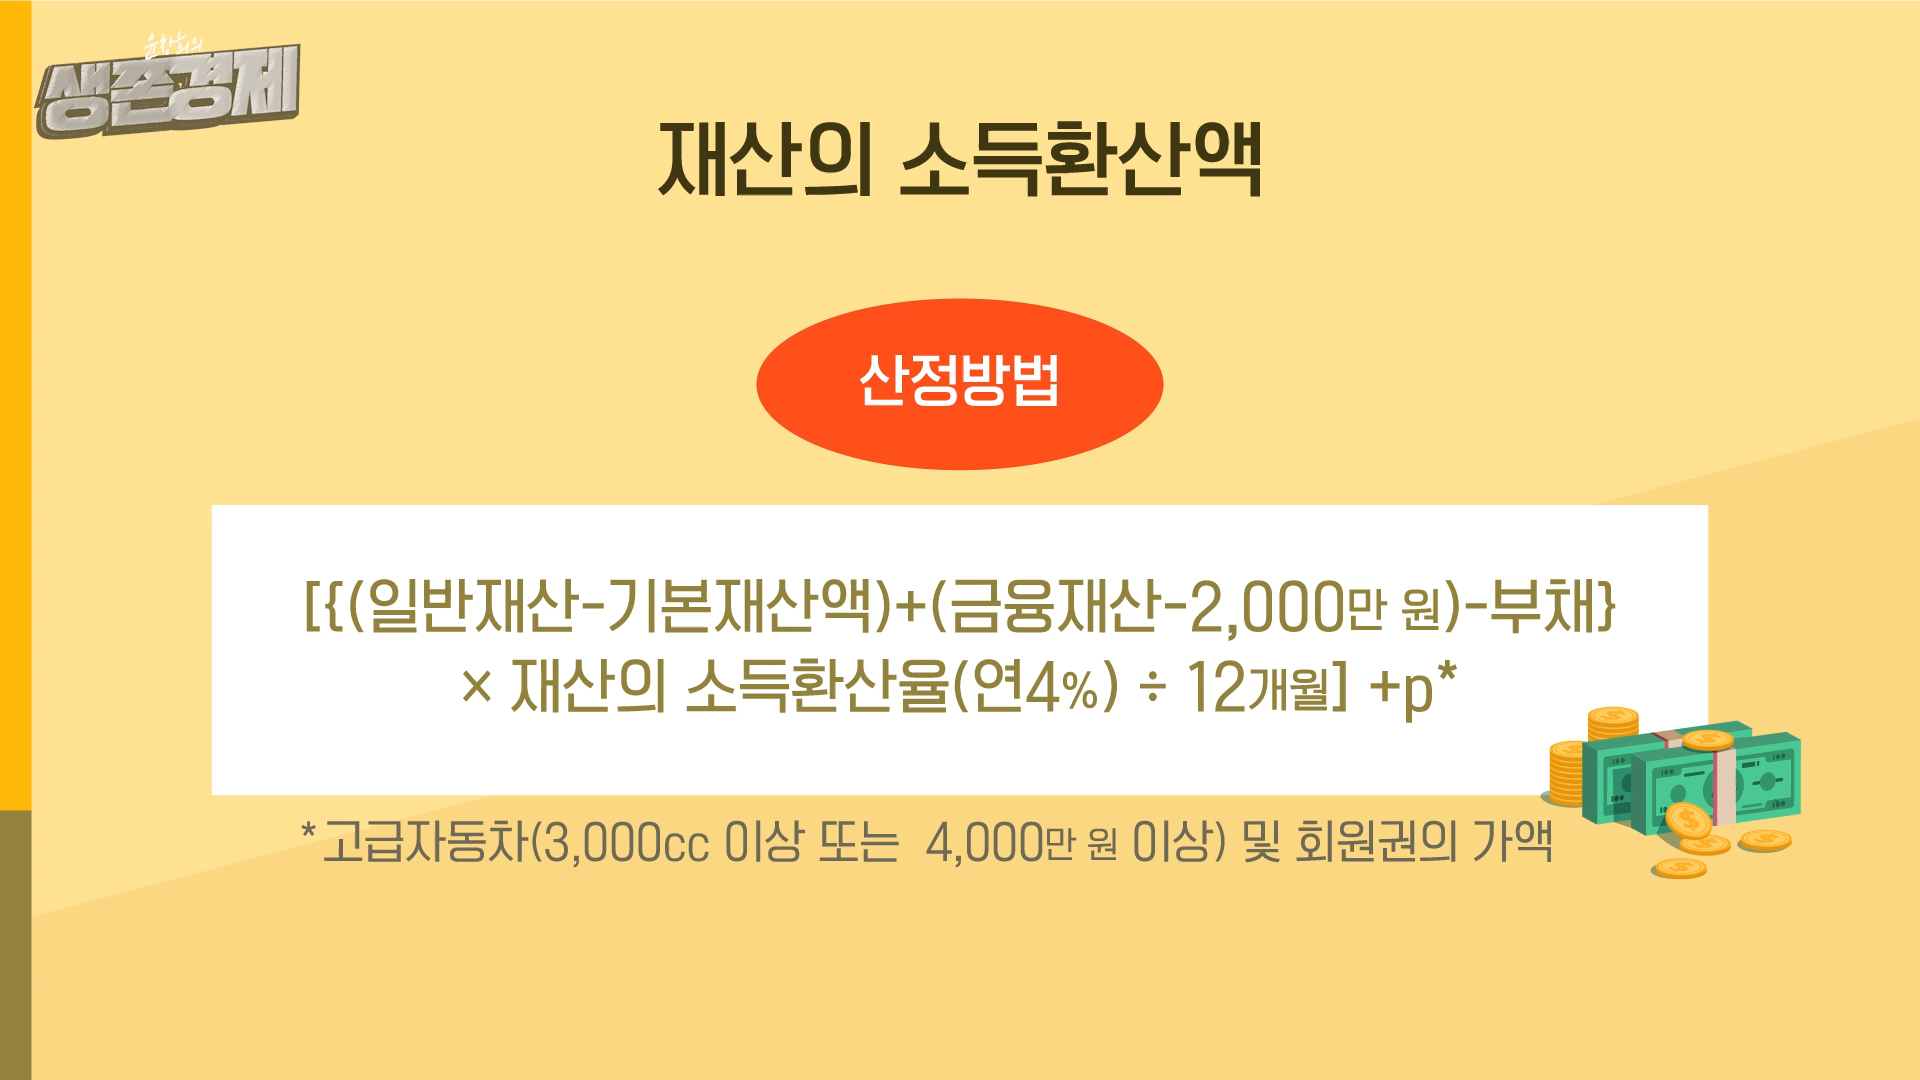 윤창희의
생존경제
재산의 소득환산액
산정방법
[{(일반재산-기본재산액)+(금융재산-2,000만 원)-부채}
× 재산의 소득환산율(연4%) ÷ 12개월] +p*
*고급자동차(3,000cc 이상 또는 4,000만 원 이상) 및 회원권의 가액